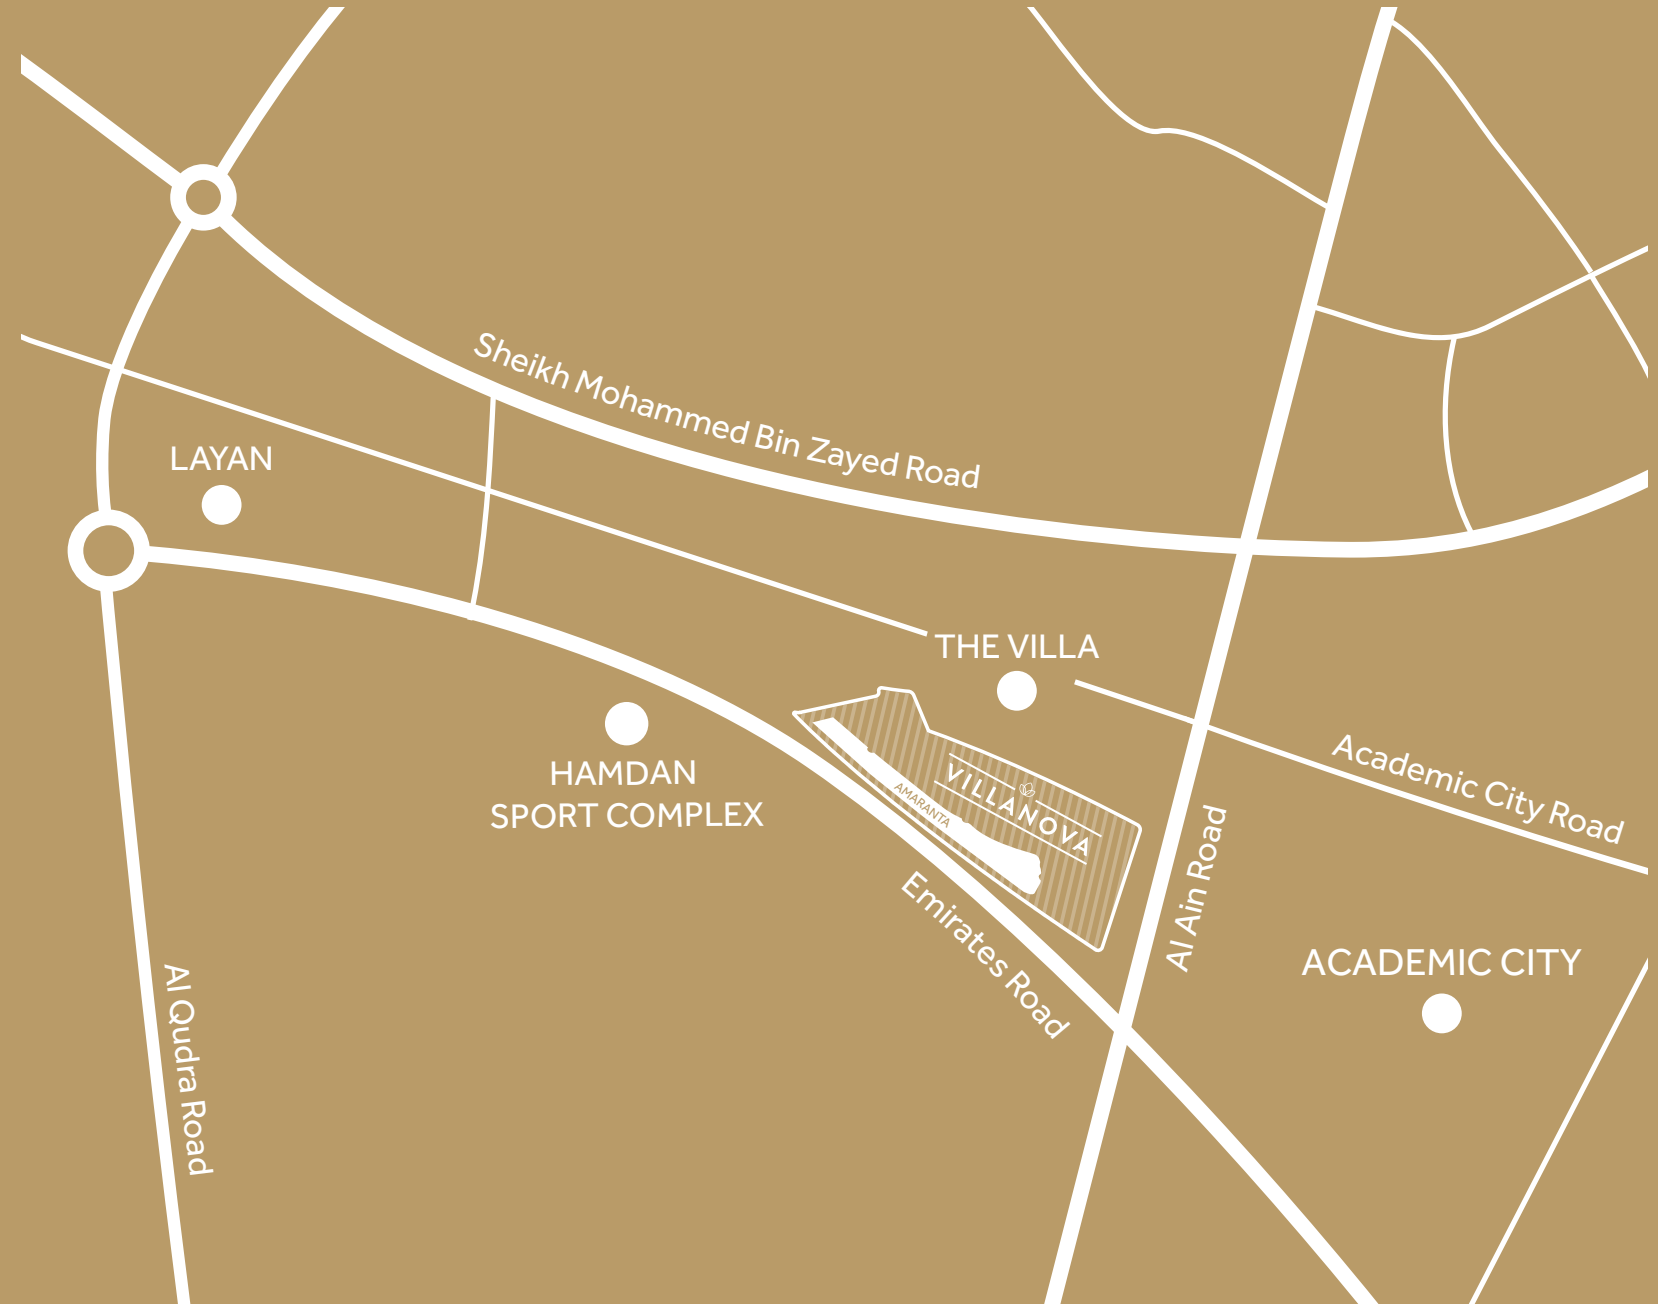 Sheikh Mohammed Bin Zayed Road
LAYAN
THE VILLA
HAMDAN
SPORT COMPLEX
VILLANOVA
AMARANTA
Academic City Road
Al Ain Road
Emirates Road
ACADEMIC CITY
Al Qudra Road